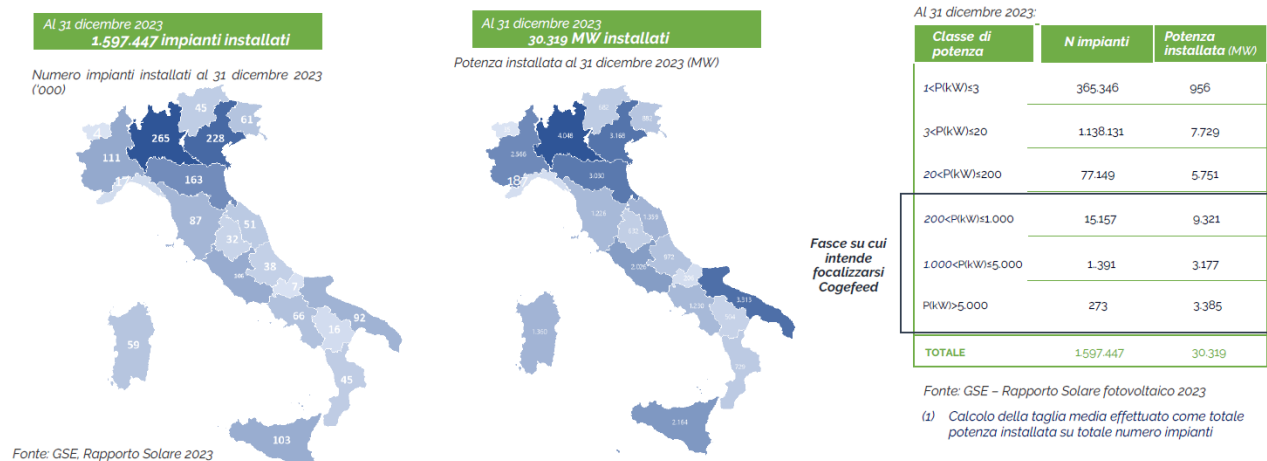 Al 31 dicembre 2023
1.597.447 impianti installati
Numero impianti installati al 31 dicembre 2023
('000)
45
61
265
228
111
163
87
51
32
38
7
66
92
16
59
45
103
Fonte: GSE, Rapporto Solare 2023
Al 31 dicembre 2023
30.319 MW installati
Potenza installata al 31 dicembre 2023 (MW)
4.048
3.168
2.566
187
3.030
2.164
Al 31 dicembre 2023:
Classe di potenza | N impianti | Potenza installata (MW)
1<P(kW)≤3 365.346 956
3<P(kW)≤20 1.138.131 7.729
20<P(kW)≤200 77.149 5.751
200<P(kW)≤1.000 15.157 9.321
1.000<P(kW)≤5.000 1.391 3.177
P(kW)>5.000 273 3.385
TOTALE 1.597.447 30.319
Fasce su cui
intende
focalizzarsi
Cogefeed
Fonte: GSE – Rapporto Solare fotovoltaico 2023
(1) Calcolo della taglia media effettuato come totale
potenza installata su totale numero impianti